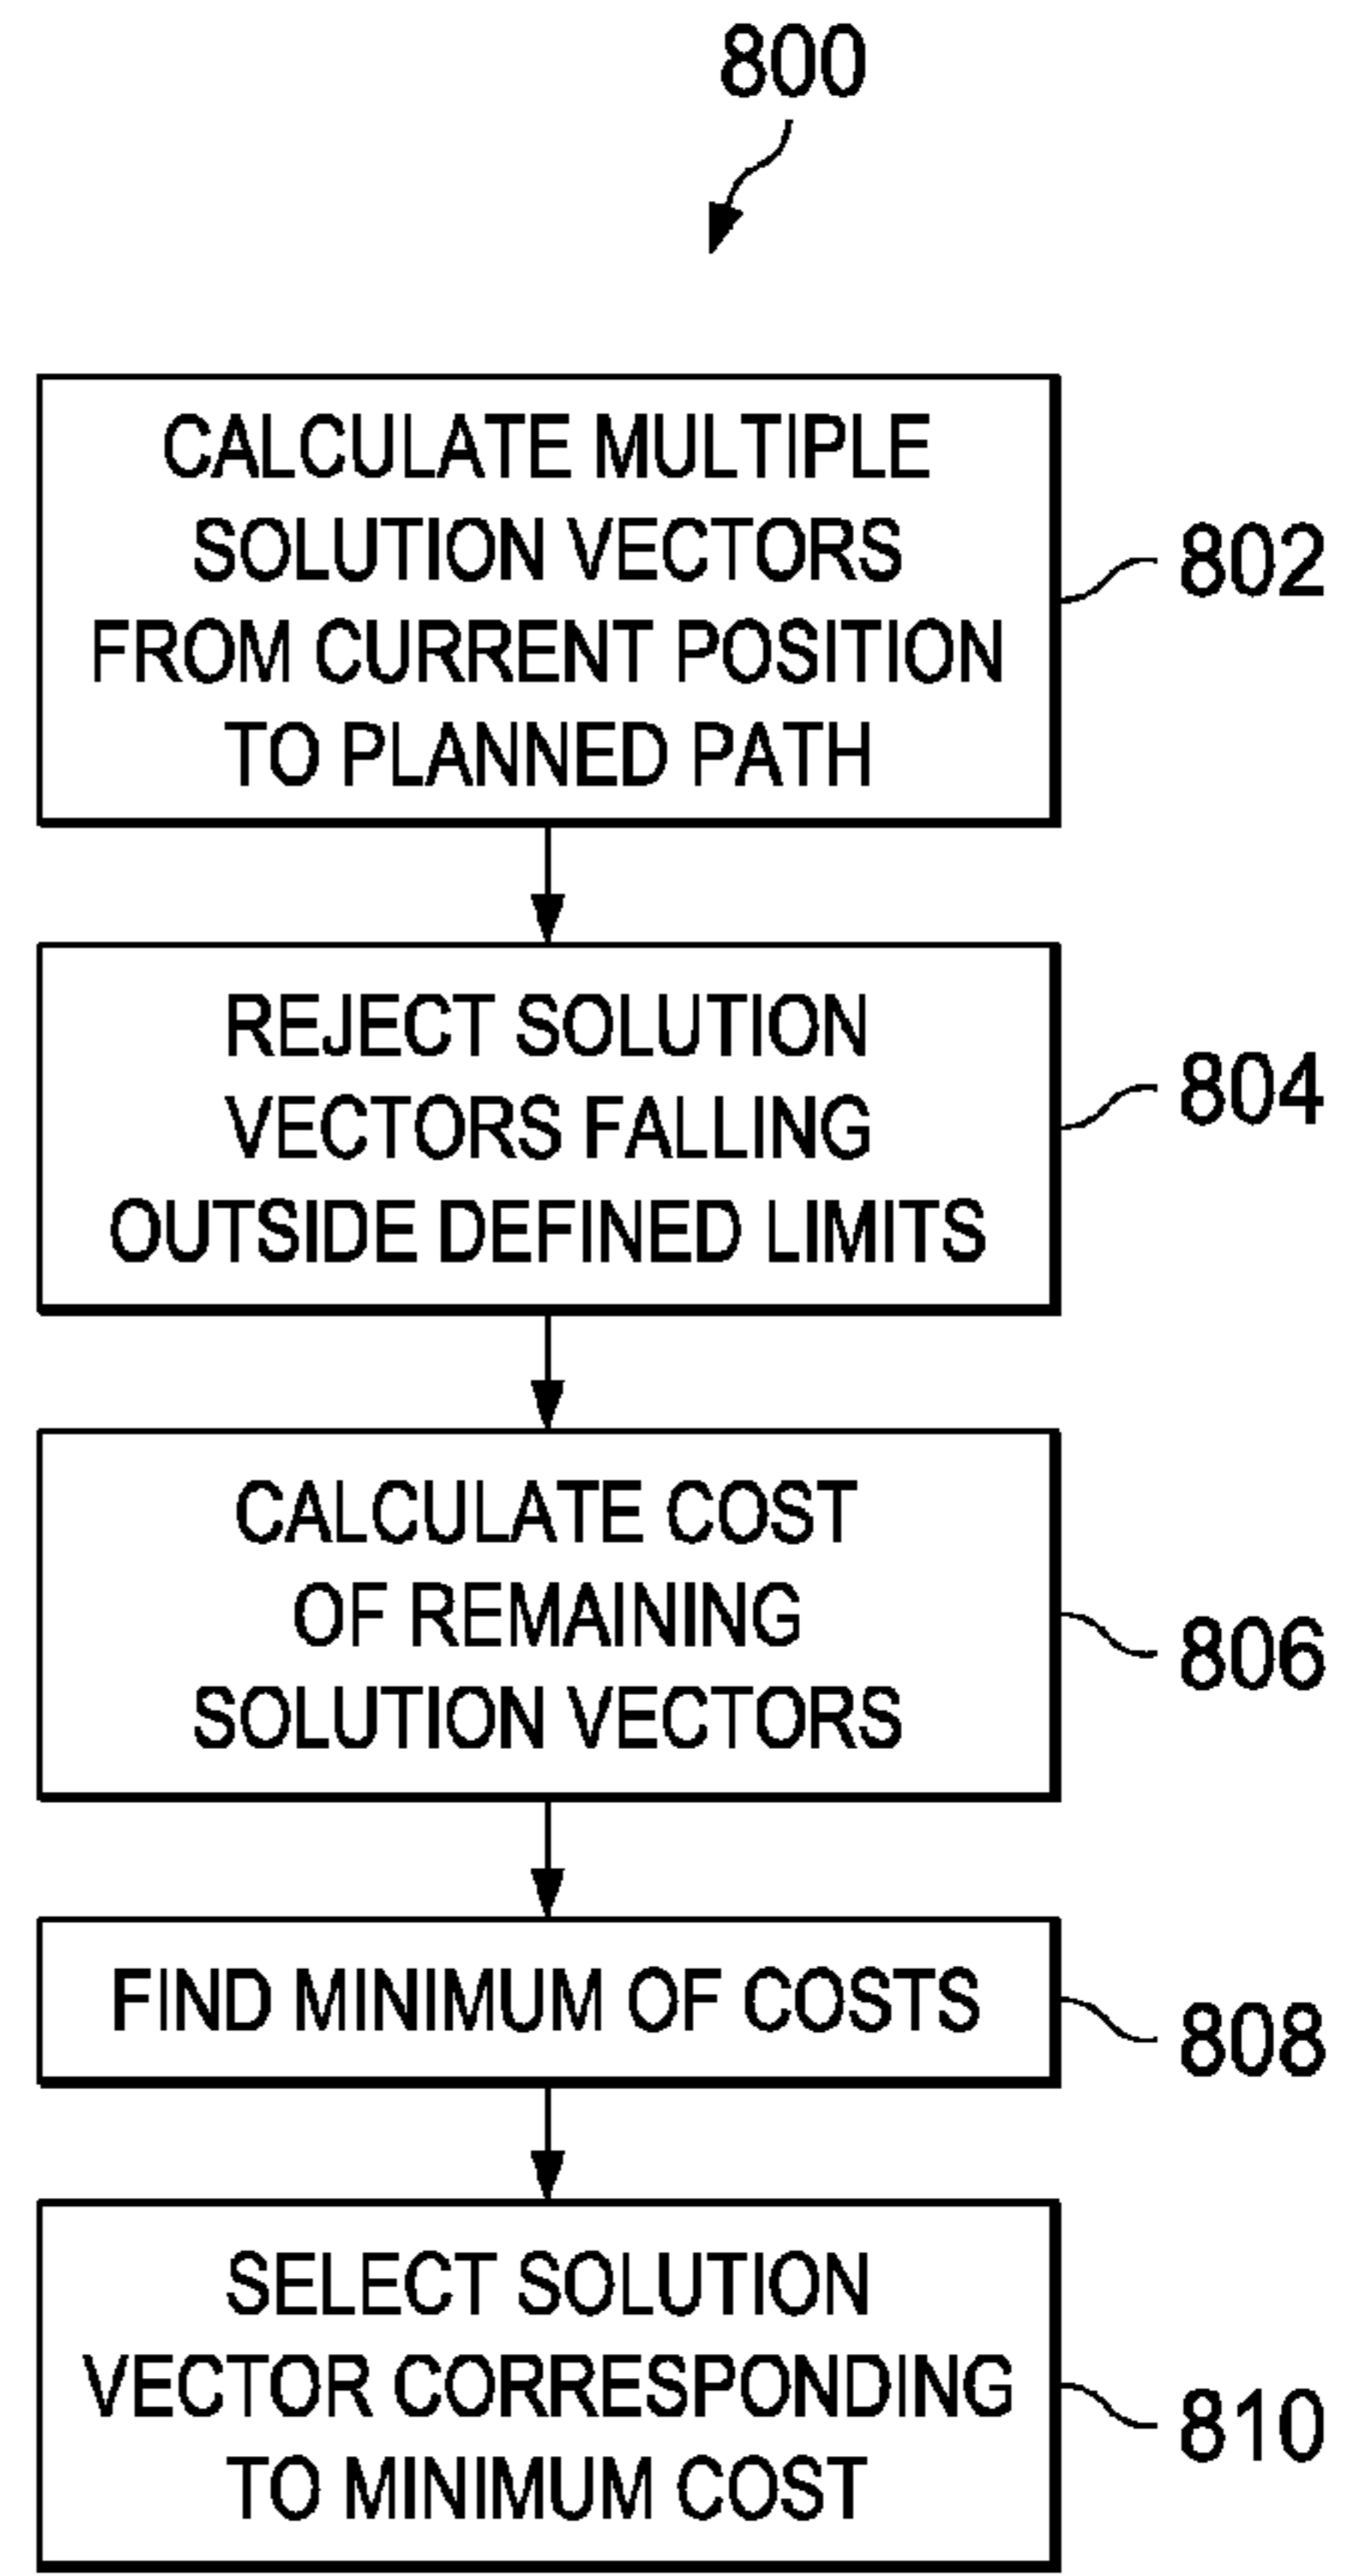 800
CALCULATE MULTIPLE
SOLUTION VECTORS
FROM CURRENT POSITION
TO PLANNED PATH
802
REJECT SOLUTION
VECTORS FALLING
OUTSIDE DEFINED LIMITS
804
CALCULATE COST
OF REMAINING
SOLUTION VECTORS
806
FIND MINIMUM OF COSTS
808
SELECT SOLUTION
VECTOR CORRESPONDING
TO MINIMUM COST
810